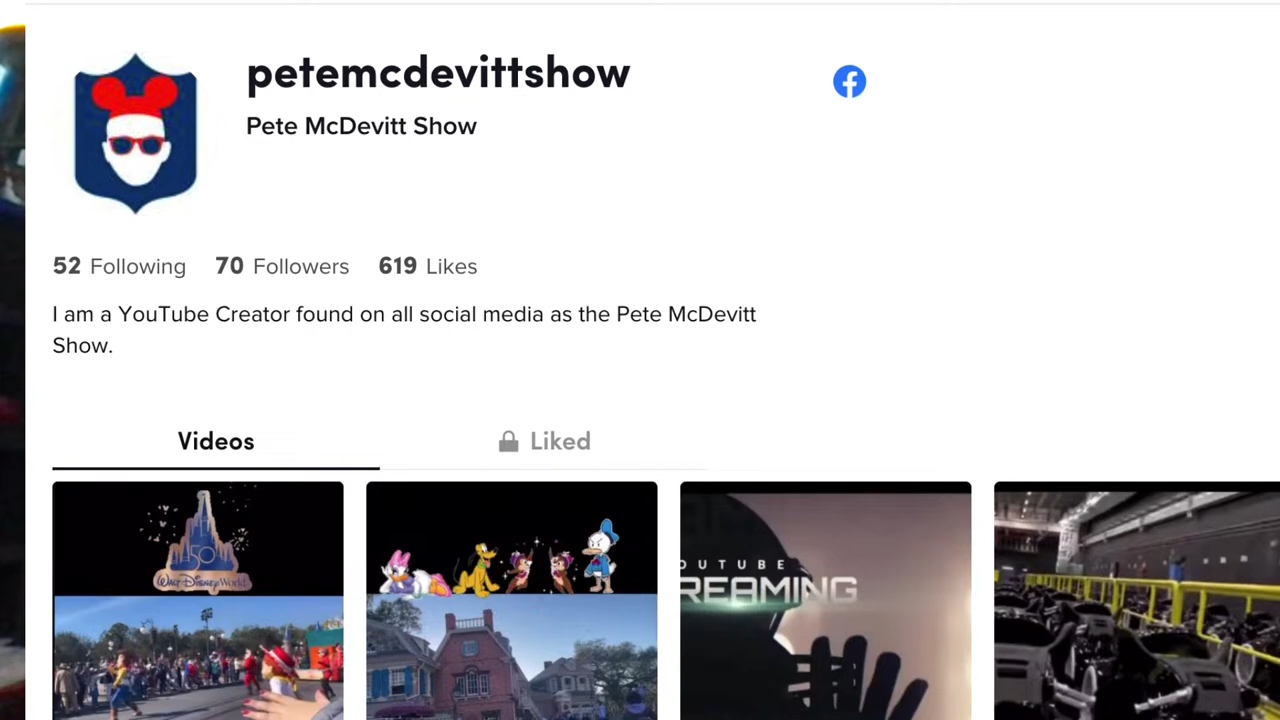 petemcdevittshow
Pete McDevitt Show
52 Following 70 Followers 619 Likes
I am a YouTube Creator found on all social media as the Pete McDevitt
Show.
Videos Liked
50
Walt Disney World
OUTUBE
REAMING